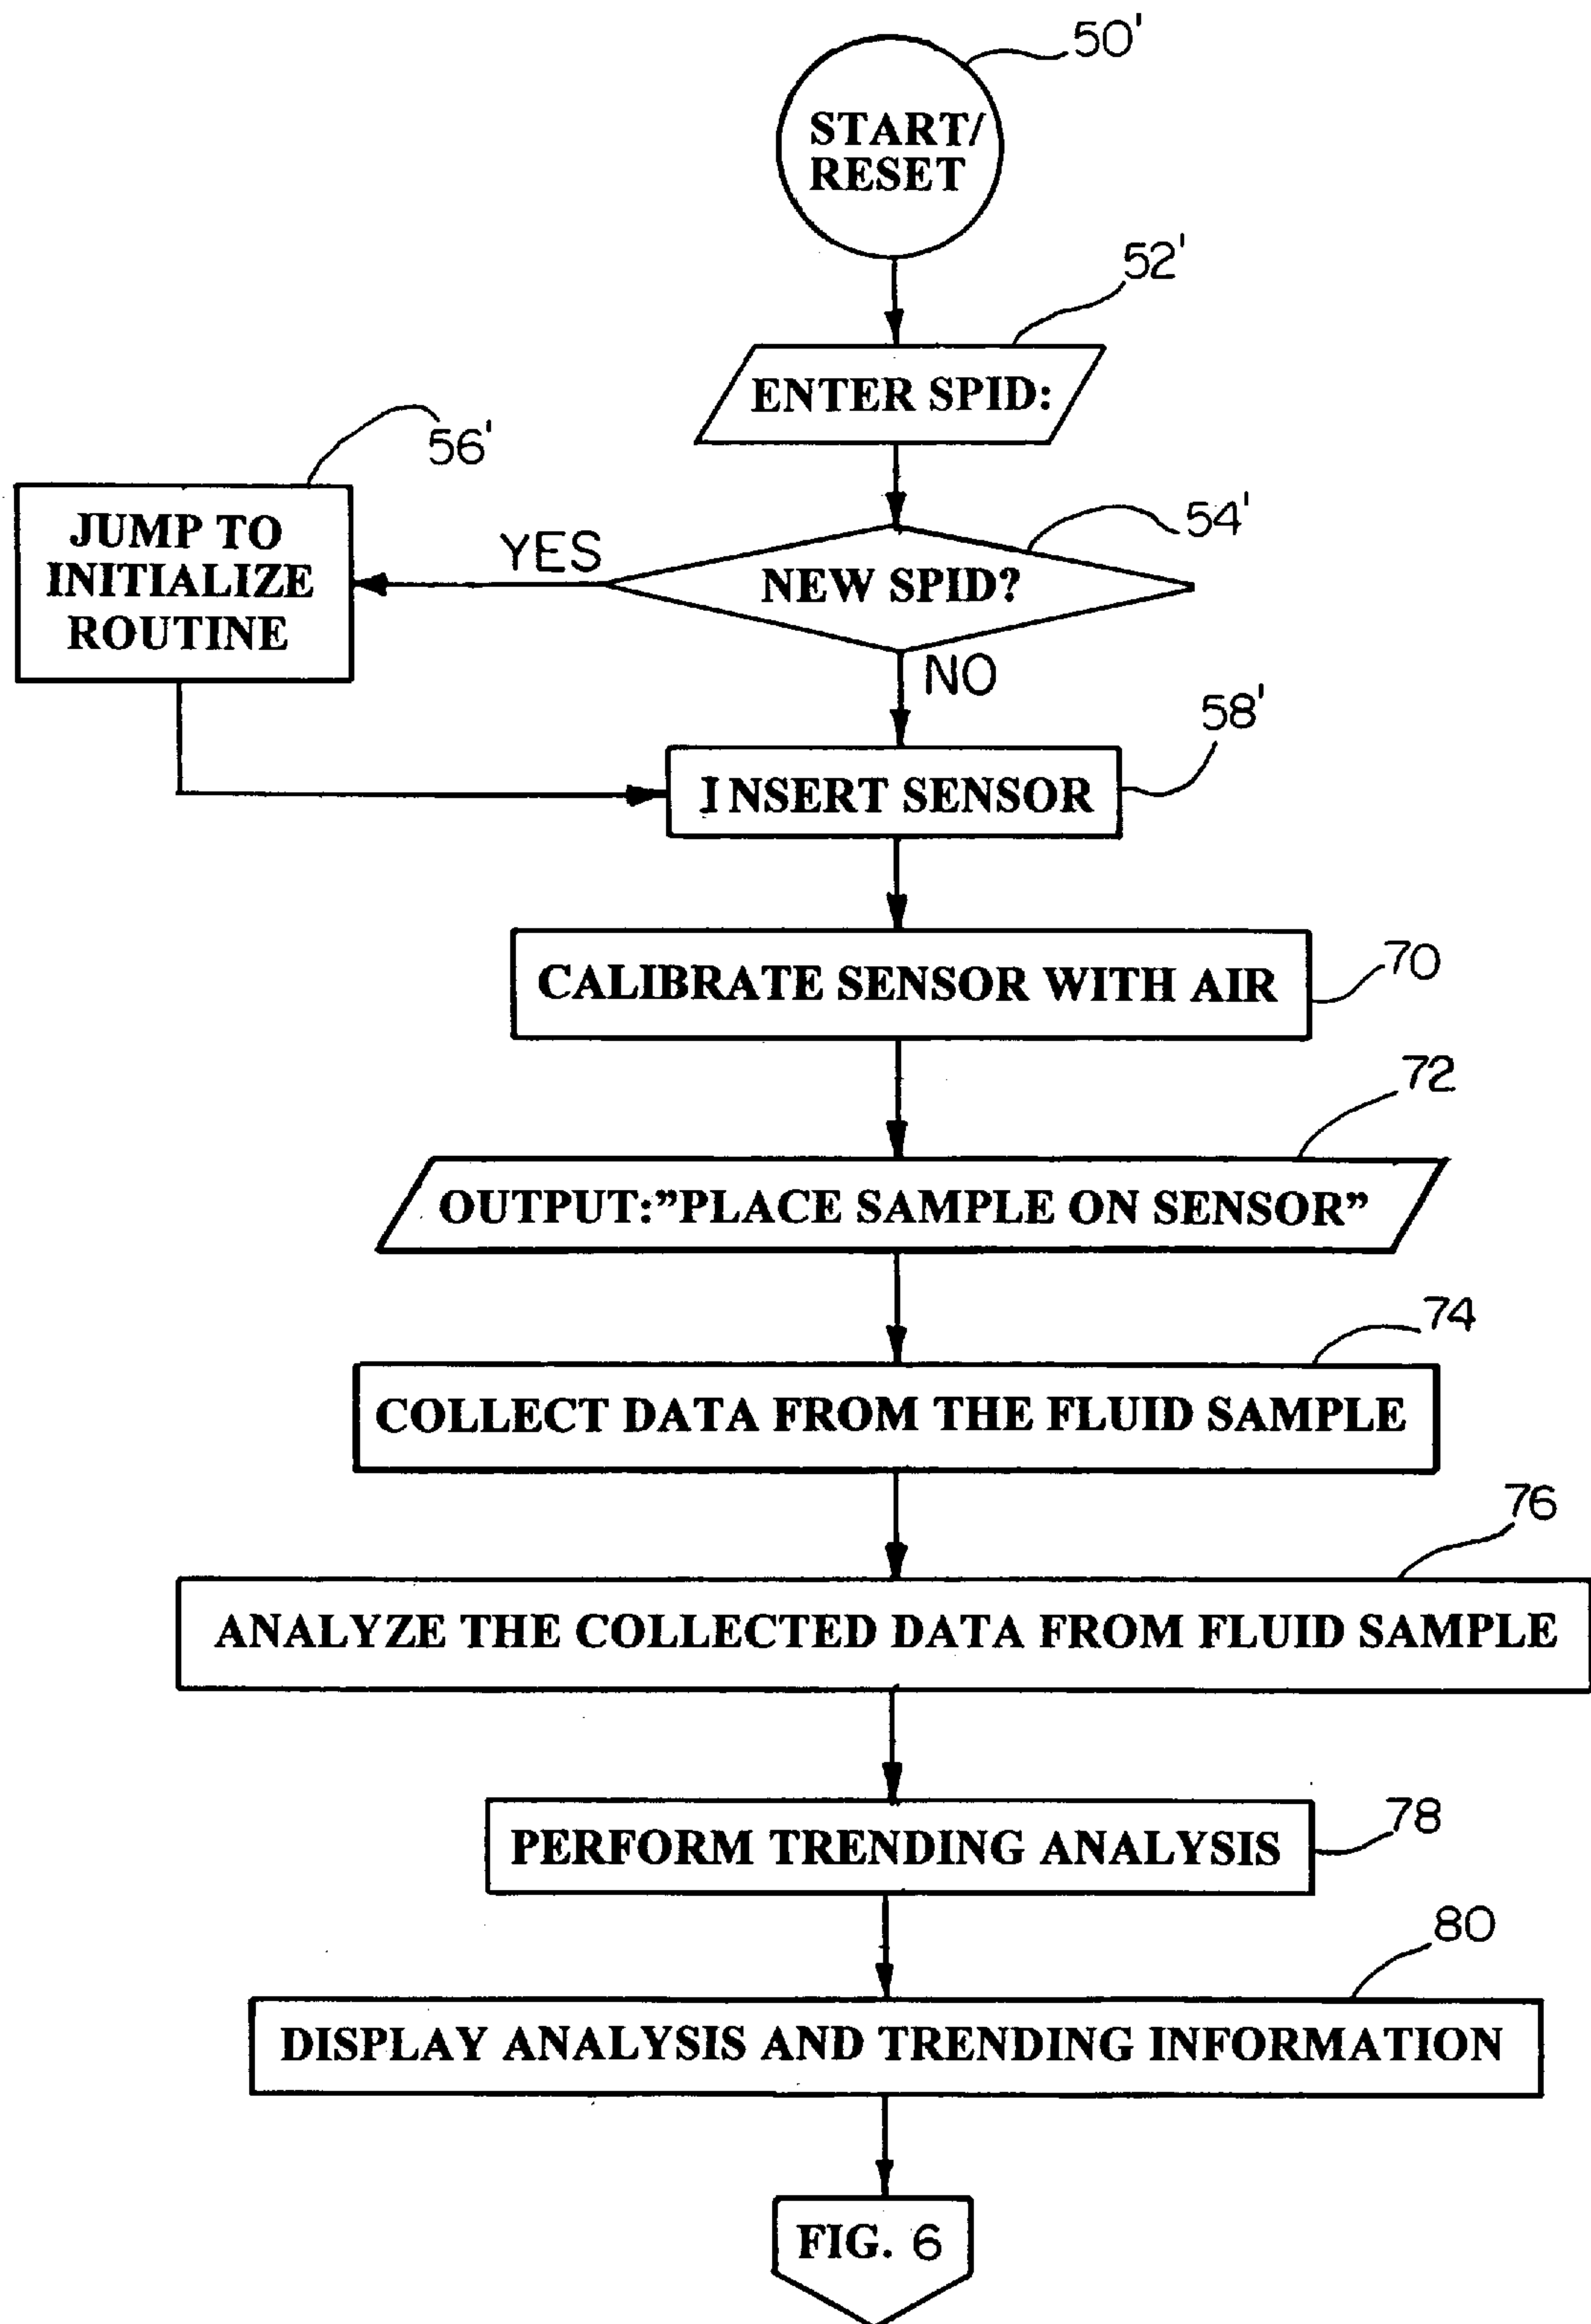 50'
START/
RESET
52'
ENTER SPID:
56'
54'
JUMP TO
INITIALIZE
ROUTINE
YES
NEW SPID?
NO
58'
INSERT SENSOR
CALIBRATE SENSOR WITH AIR
70
72
OUTPUT:”PLACE SAMPLE ON SENSOR”
74
COLLECT DATA FROM THE FLUID SAMPLE
76
ANALYZE THE COLLECTED DATA FROM FLUID SAMPLE
78
PERFORM TRENDING ANALYSIS
80
DISPLAY ANALYSIS AND TRENDING INFORMATION
FIG. 6